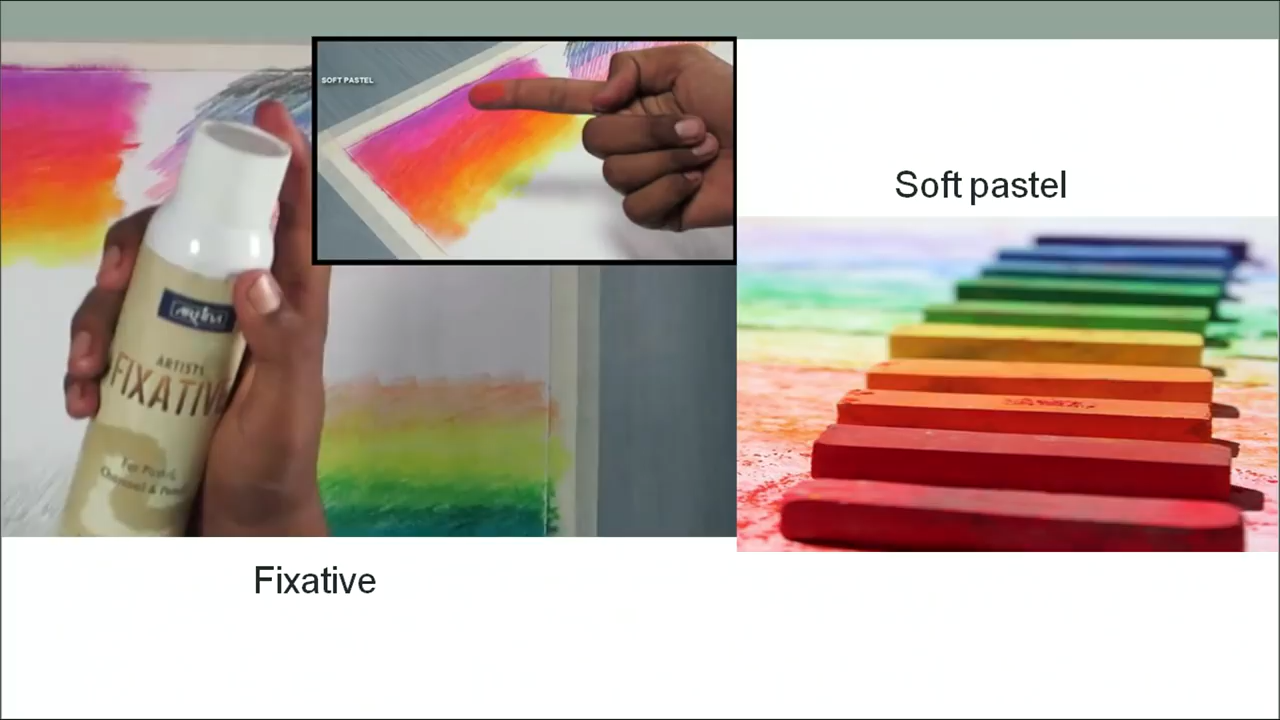 SOFT PASTEL
Soft pastel
ARTISTS
FIXATIVE
Fixative